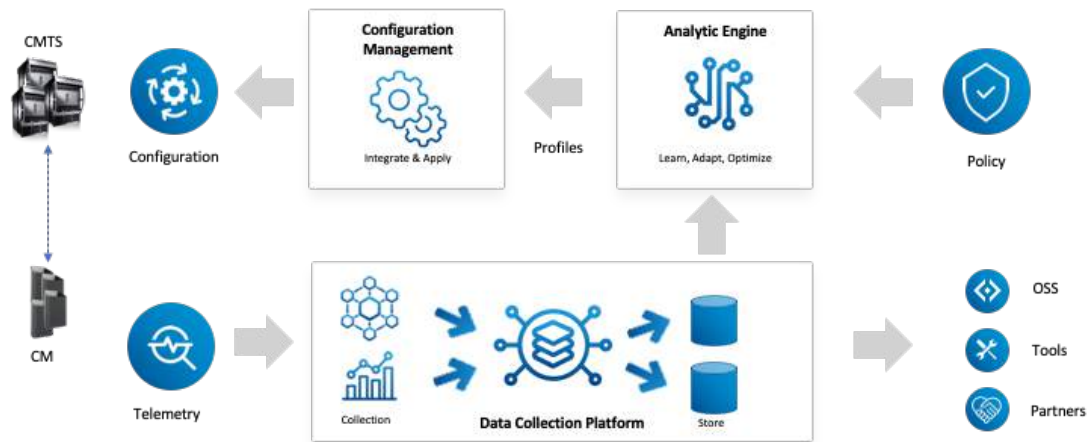 CMTS
Configuration
Management
Analytic Engine
Configuration
Integrate & Apply
Profiles
Learn, Adapt, Optimize
Policy
CM
Telemetry
Collection
Data Collection Platform
Store
OSS
Tools
Partners